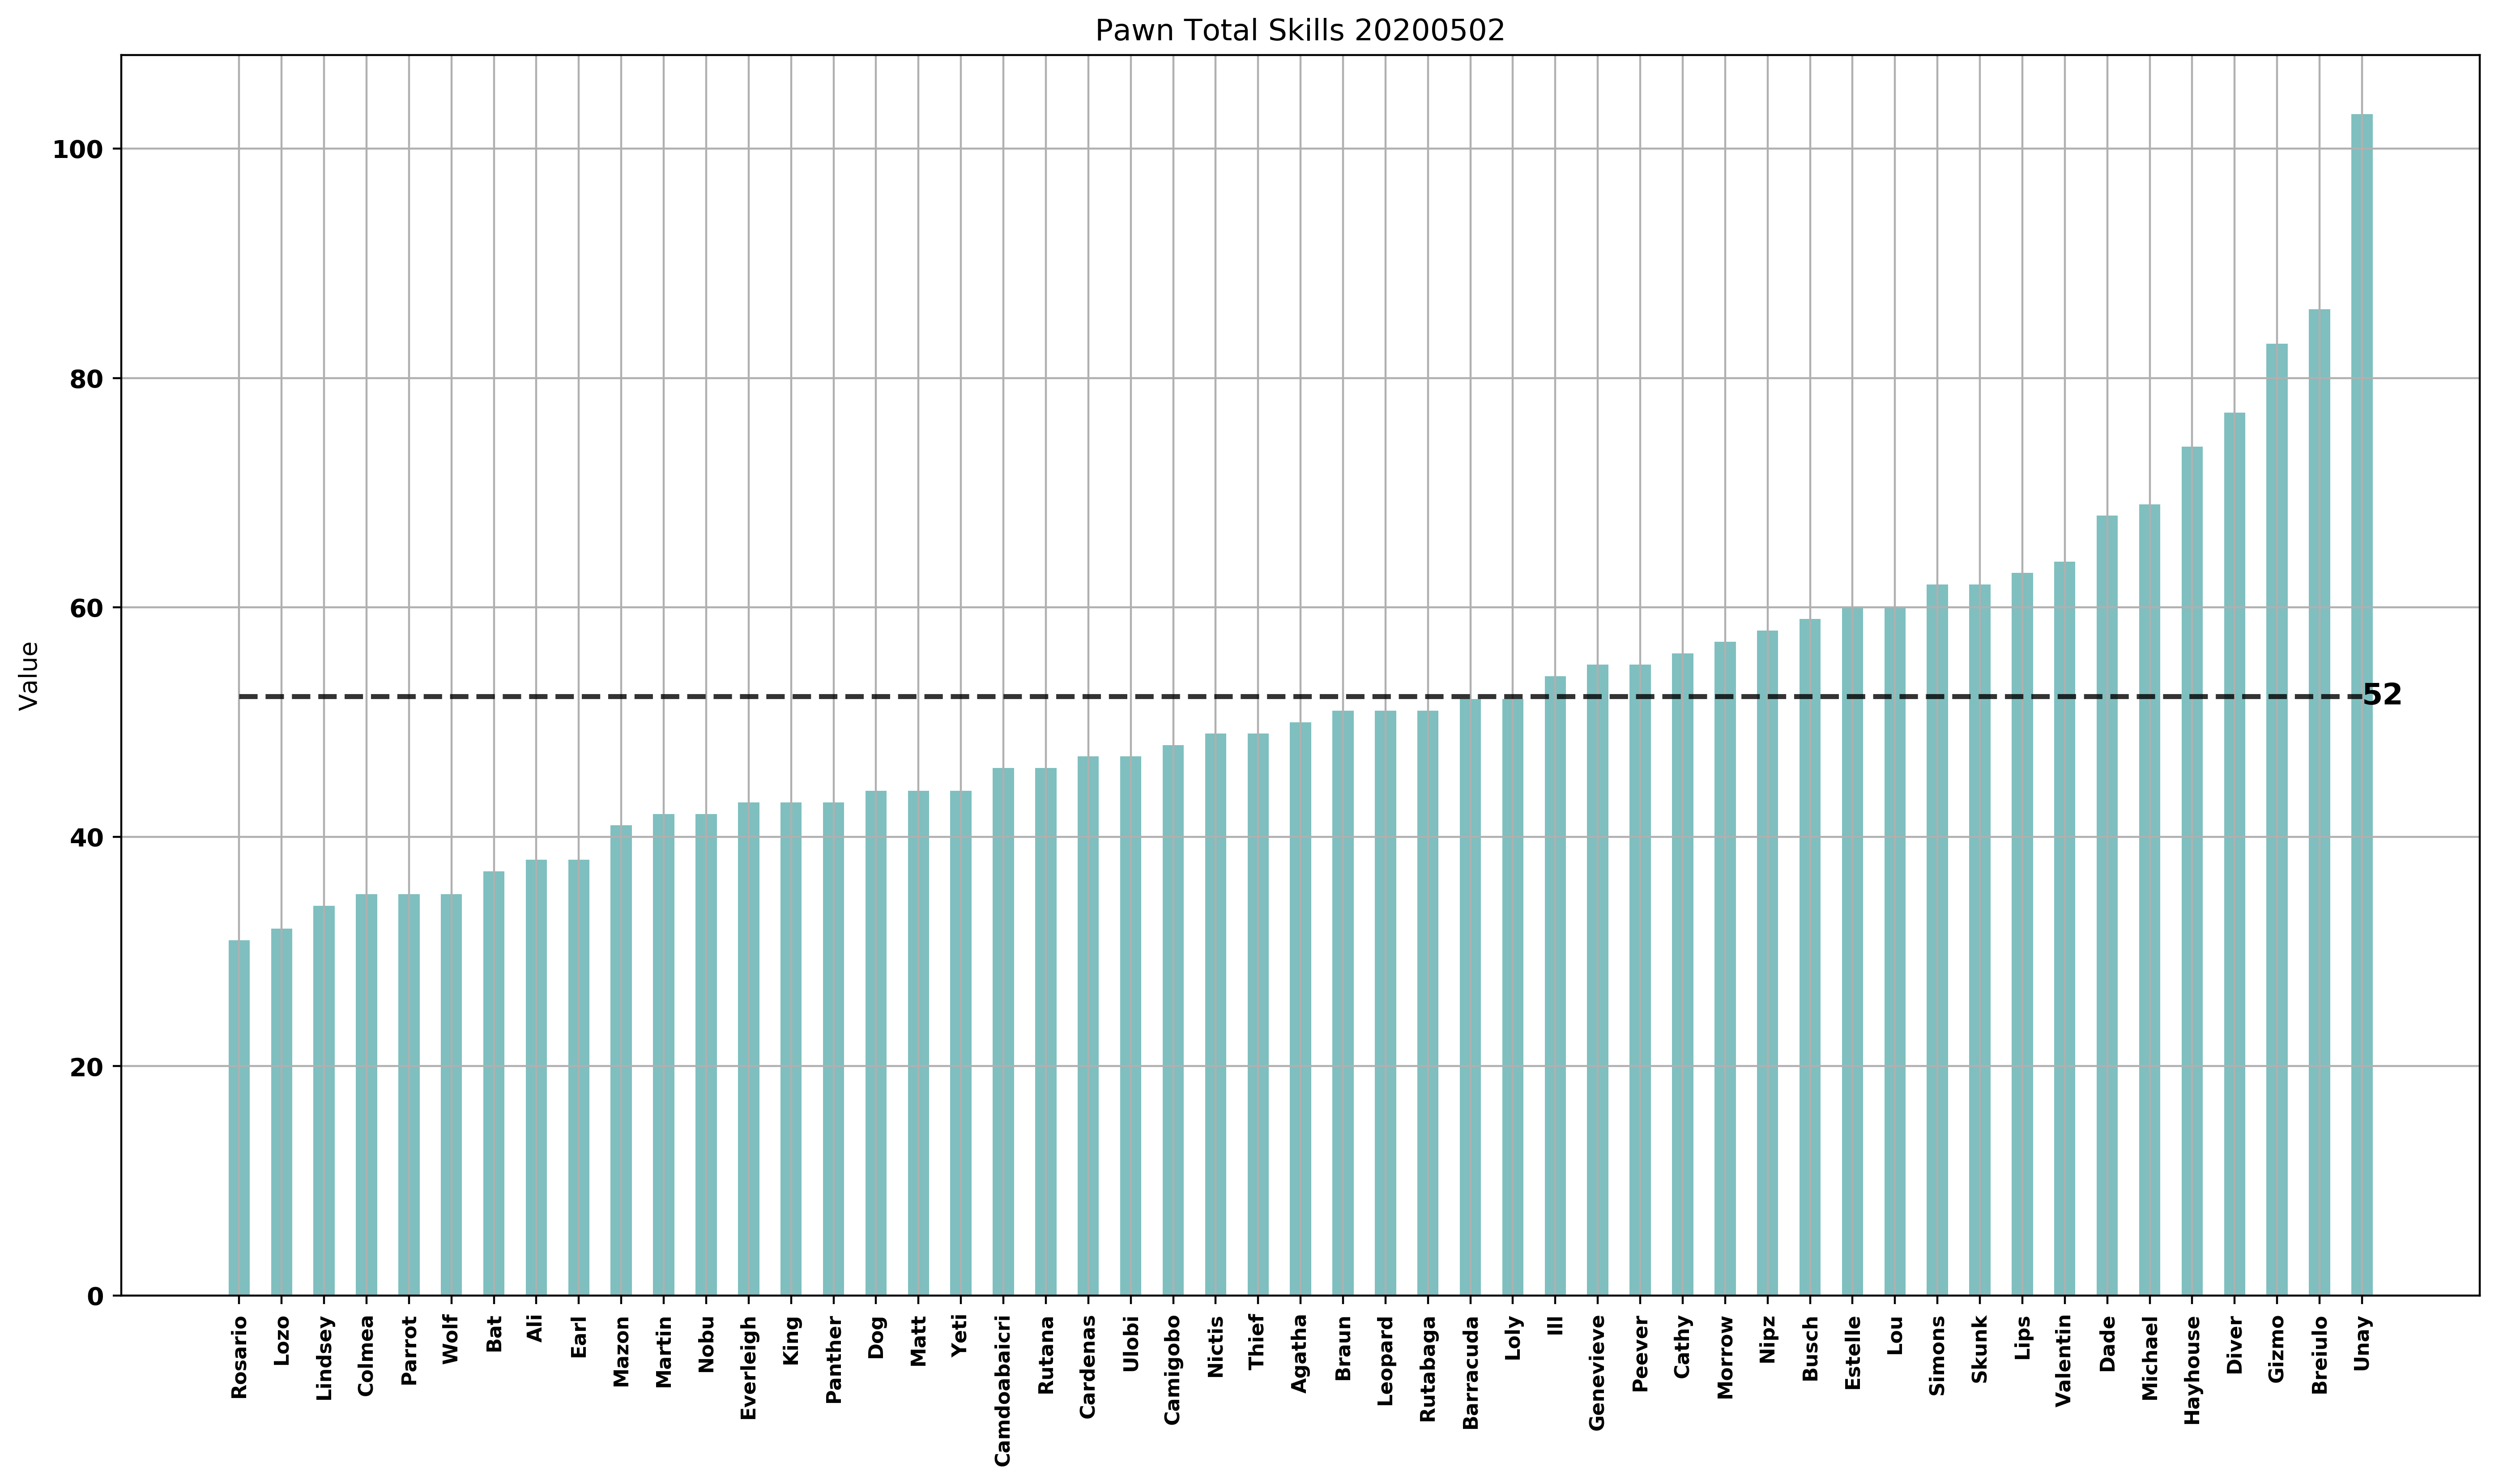 Pawn Total Skills 20200502
Value
100
80
60
40
20
0
52
Rosario
Lozo
Lindsey
Colmea
Parrot
Wolf
Bat
Ali
Earl
Mazon
Martin
Nobu
Everleigh
King
Panther
Dog
Matt
Yeti
Camdoabaicri
Rutana
Cardenas
Ulobi
Camigobo
Nictis
Thief
Agatha
Braun
Leopard
Rutabaga
Barracuda
Loly
Ill
Genevieve
Peever
Cathy
Morrow
Nipz
Busch
Estelle
Lou
Simons
Skunk
Lips
Valentin
Dade
Michael
Hayhouse
Diver
Gizmo
Breiulo
Unay